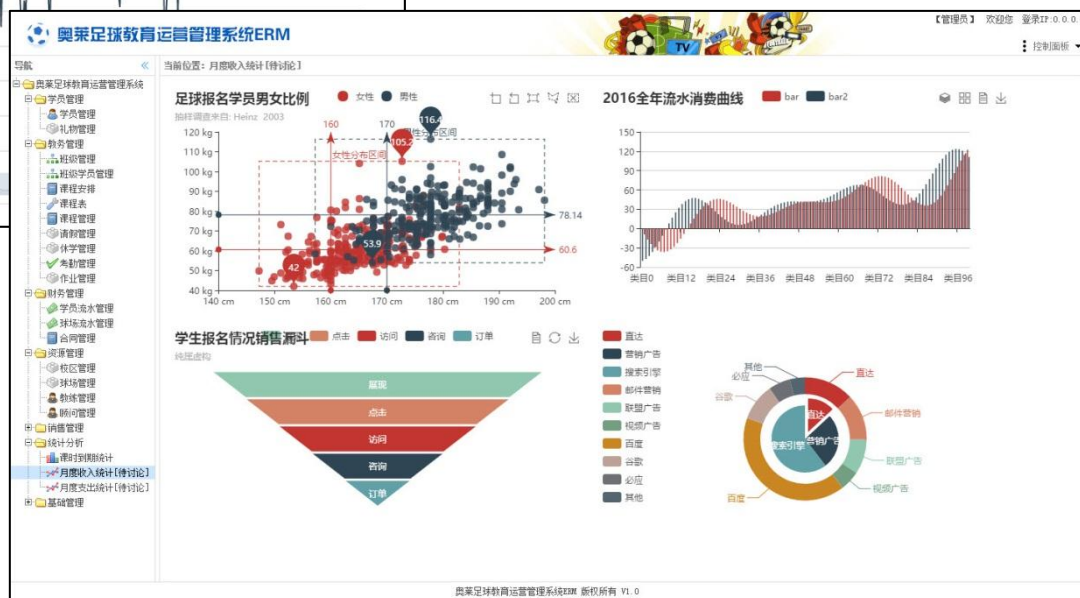 奥莱足球教育运营管理系统ERM
TV
【管理员】 欢迎您 登录IP:0.0.0.
控制面板
导航
当前位置: 月度收入统计[待讨论]
奥莱足球教育运营管理系统
学员管理
学员管理
礼物管理
教务管理
班级管理
班级学员管理
课程安排
课程表
课程管理
请假管理
休学管理
考勤管理
作业管理
财务管理
学员流水管理
球场流水管理
合同管理
资源管理
校区管理
球场管理
教练管理
顾问管理
销售管理
统计分析
课时到期统计
月度收入统计[待讨论]
月度支出统计[待讨论]
基础管理
足球报名学员男女比例
女性 男性
抽样调查来自: Heinz 2003
120 kg
110 kg
100 kg
90 kg
80 kg
70 kg
60 kg
50 kg
40 kg
140 cm 150 cm 160 cm 170 cm 180 cm 190 cm 200 cm
160 170
116.4
105.2
男性分布区间
女性分布区间
78.14
60.6
53.9
42
2016全年流水消费曲线
bar bar2
150
120
90
60
30
0
-30
-60
类目0 类目12 类目24 类目36 类目48 类目60 类目72 类目84 类目96
学生报名情况销售漏斗
点击 访问 咨询 订单
纯属虚构
展现
点击
访问
咨询
订单
直达
营销广告
搜索引擎
邮件营销
联盟广告
视频广告
百度
谷歌
必应
其他
其他
必应
谷歌
百度
直达
邮件营销
联盟广告
视频广告
直达
营销广告
搜索引擎
奥莱足球教育运营管理系统ERM 版权所有 V1.0